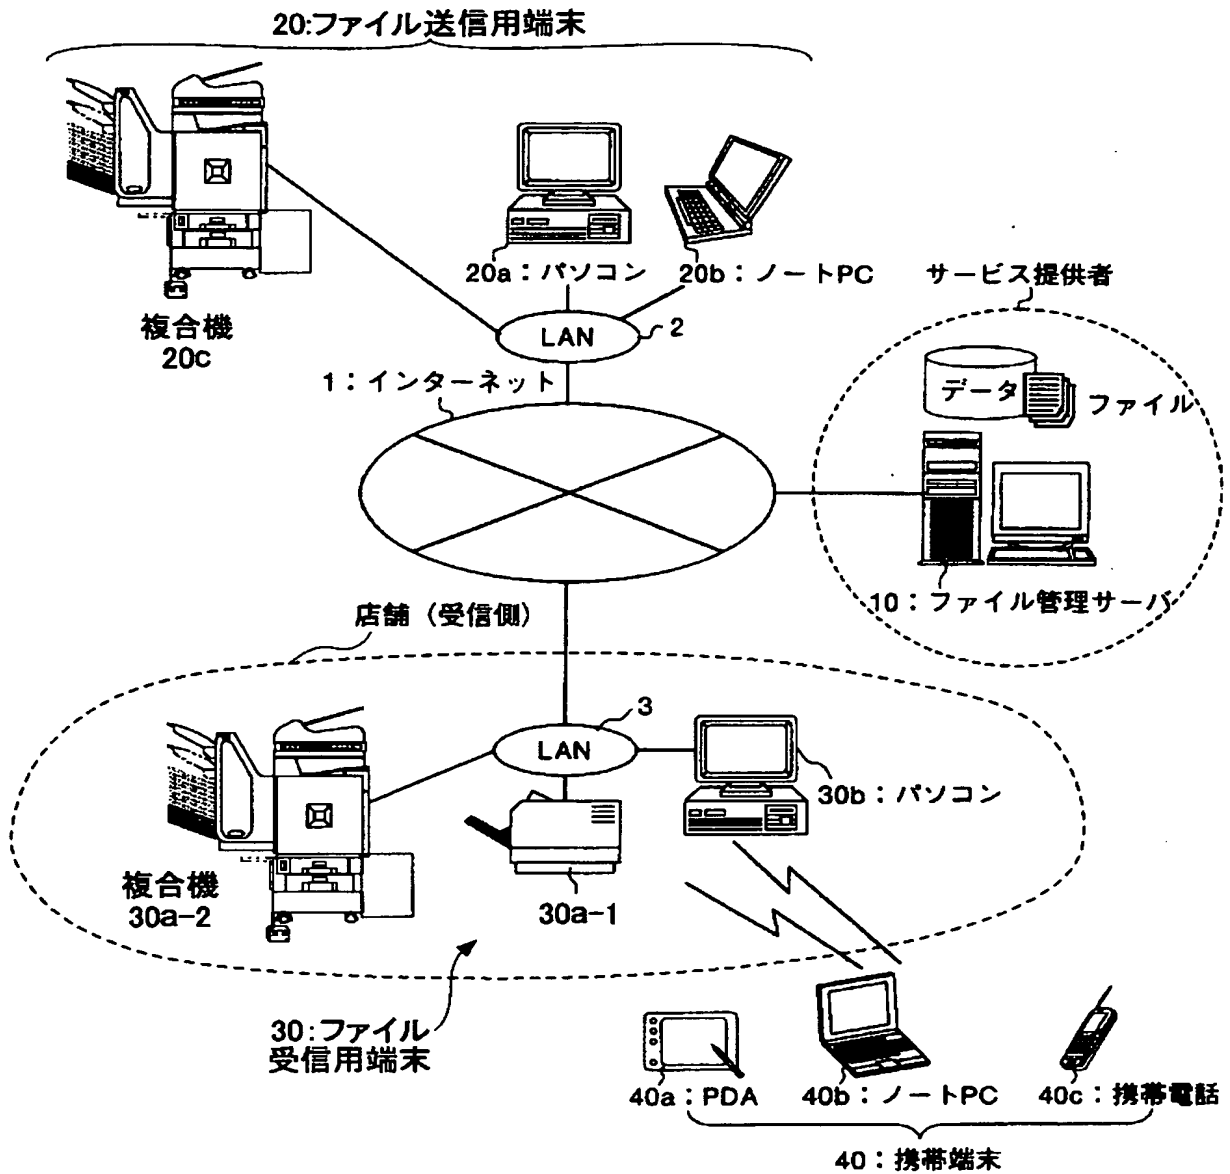 20:ファイル送信用端末
20a：パソコン
20b：ノートPC
サービス提供者
複合機
20c
LAN
2
1：インターネット
データ
ファイル
10：ファイル管理サーバ
店舗（受信側）
3
LAN
30b：パソコン
複合機
30a-2
30a-1
30:ファイル
受信用端末
40a：PDA
40b：ノートPC
40c：携帯電話
40：携帯端末